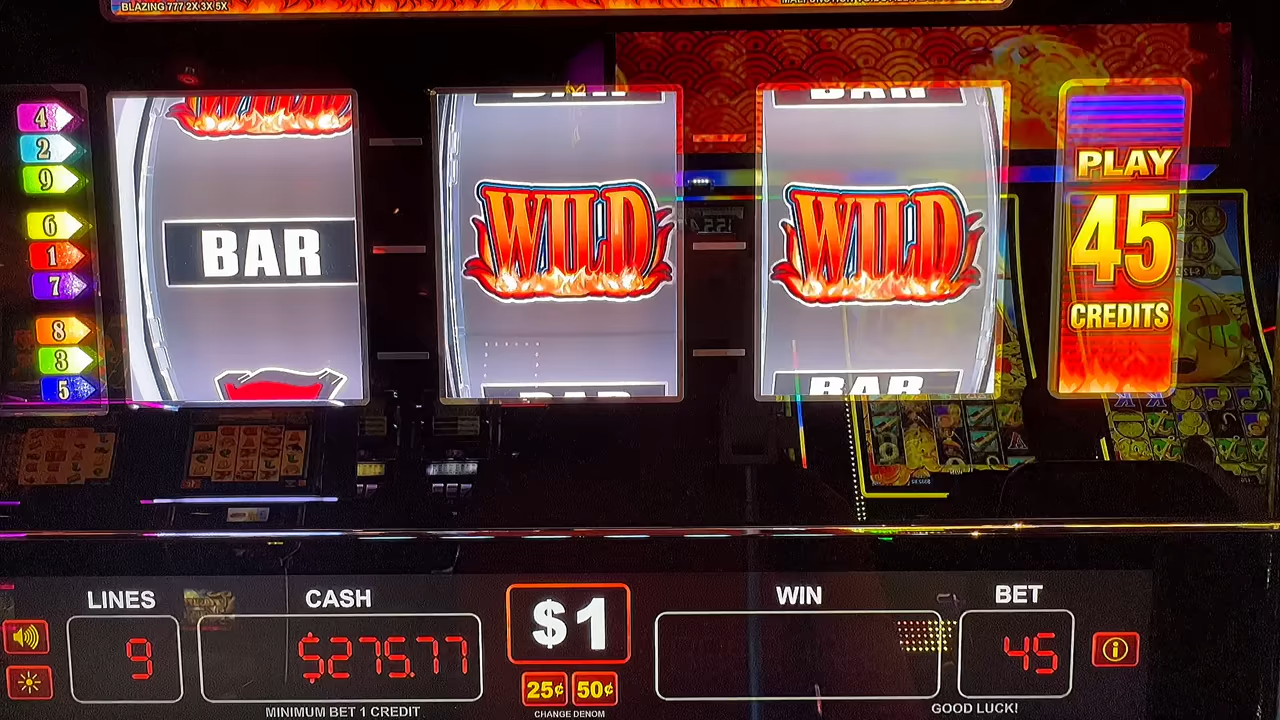 BLAZING 777 2X 3X 5X
4
2
9
6
1
7
8
3
5
BAR
WILD
WILD
BAR
PLAY
45
CREDITS
LINES
9
CASH
$275.77
MINIMUM BET 1 CREDIT
$1
25¢ 50¢
CHANGE DENOM
WIN
BET
45
GOOD LUCK!